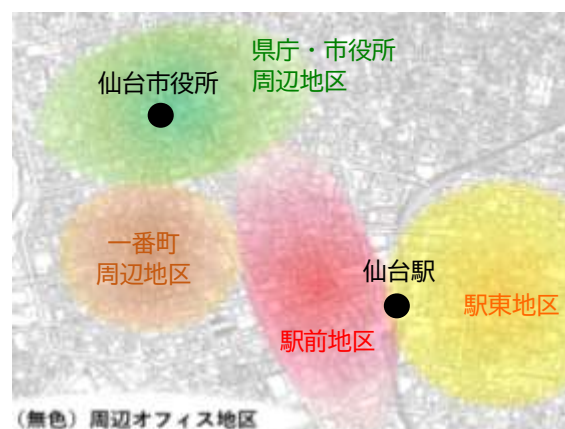 県庁・市役所
周辺地区
仙台市役所
一番町
周辺地区
仙台駅
駅東地区
駅前地区
（無色）周辺オフィス地区